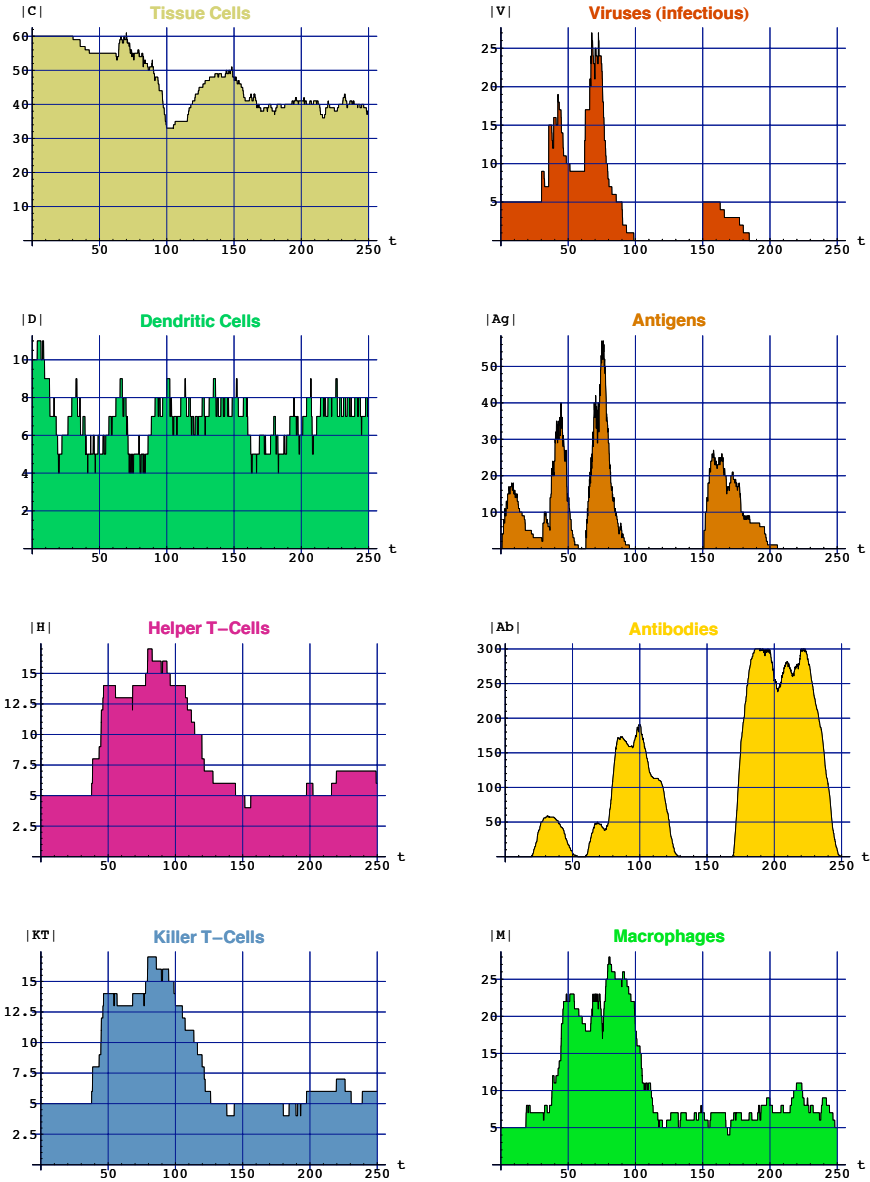 |C| Tissue Cells
60
50
40
30
20
10
50 100 150 200 250 t
|V| Viruses (infectious)
25
20
15
10
5
50 100 150 200 250 t
|D| Dendritic Cells
10
8
6
4
2
50 100 150 200 250 t
|Ag| Antigens
50
40
30
20
10
50 100 150 200 250 t
|H| Helper T–Cells
15
12.5
10
7.5
5
2.5
50 100 150 200 250 t
|Ab| Antibodies
300
250
200
150
100
50
50 100 150 200 250 t
|KT| Killer T–Cells
15
12.5
10
7.5
5
2.5
50 100 150 200 250 t
|M| Macrophages
25
20
15
10
5
50 100 150 200 250 t